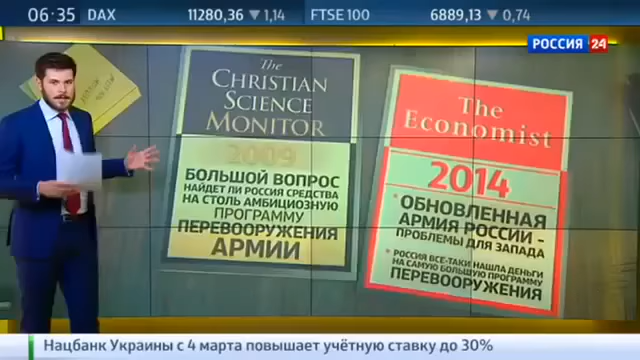 06:35 DAX 11280,36 ▼ 1,14 FTSE 100 6889,13 ▼ 0,74
РОССИЯ 24
The
CHRISTIAN
SCIENCE
MONITOR
2009
БОЛЬШОЙ ВОПРОС
НАЙДЕТ ЛИ РОССИЯ СРЕДСТВА
НА СТОЛЬ АМБИЦИОЗНУЮ
ПРОГРАММУ
ПЕРЕВООРУЖЕНИЯ
АРМИИ
The
Economist
2014
* ОБНОВЛЕННАЯ
АРМИЯ РОССИИ -
ПРОБЛЕМЫ ДЛЯ ЗАПАДА
* РОССИЯ ВСЕ-ТАКИ НАШЛА ДЕНЬГИ
НА САМУЮ БОЛЬШУЮ ПРОГРАММУ
ПЕРЕВООРУЖЕНИЯ
Нацбанк Украины с 4 марта повышает учётную ставку до 30%